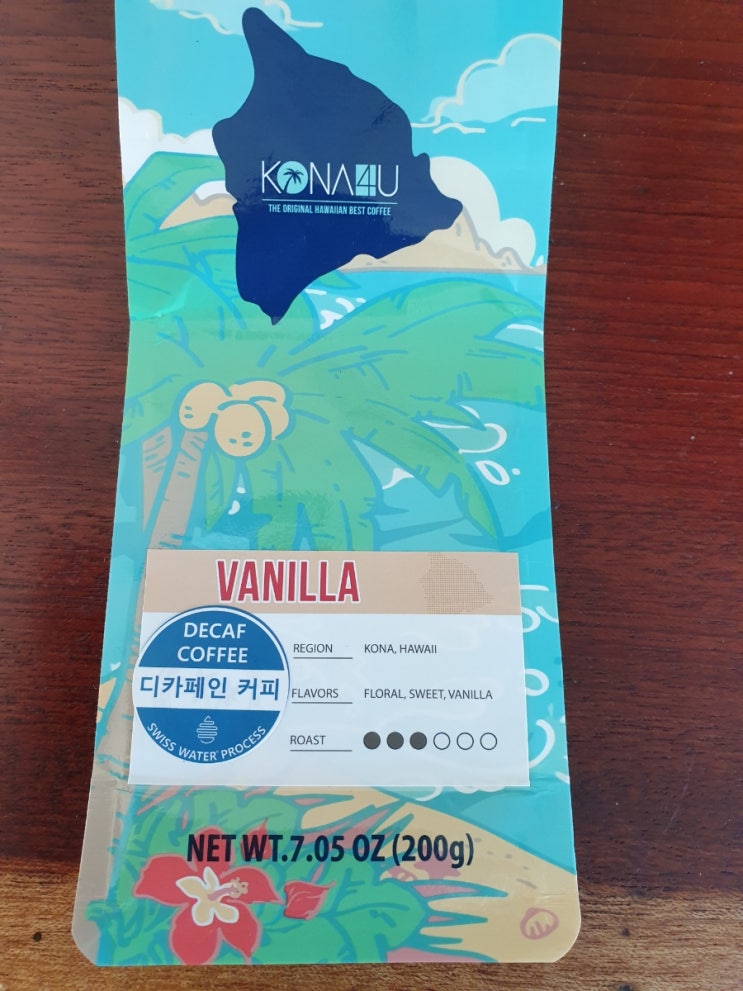 KONA4U
THE ORIGINAL HAWAIIAN BEST COFFEE
VANILLA
DECAF
COFFEE
디카페인 커피
SWISS WATER® PROCESS
REGION KONA, HAWAII
FLAVORS FLORAL, SWEET, VANILLA
ROAST
NET WT.7.05 OZ (200g)